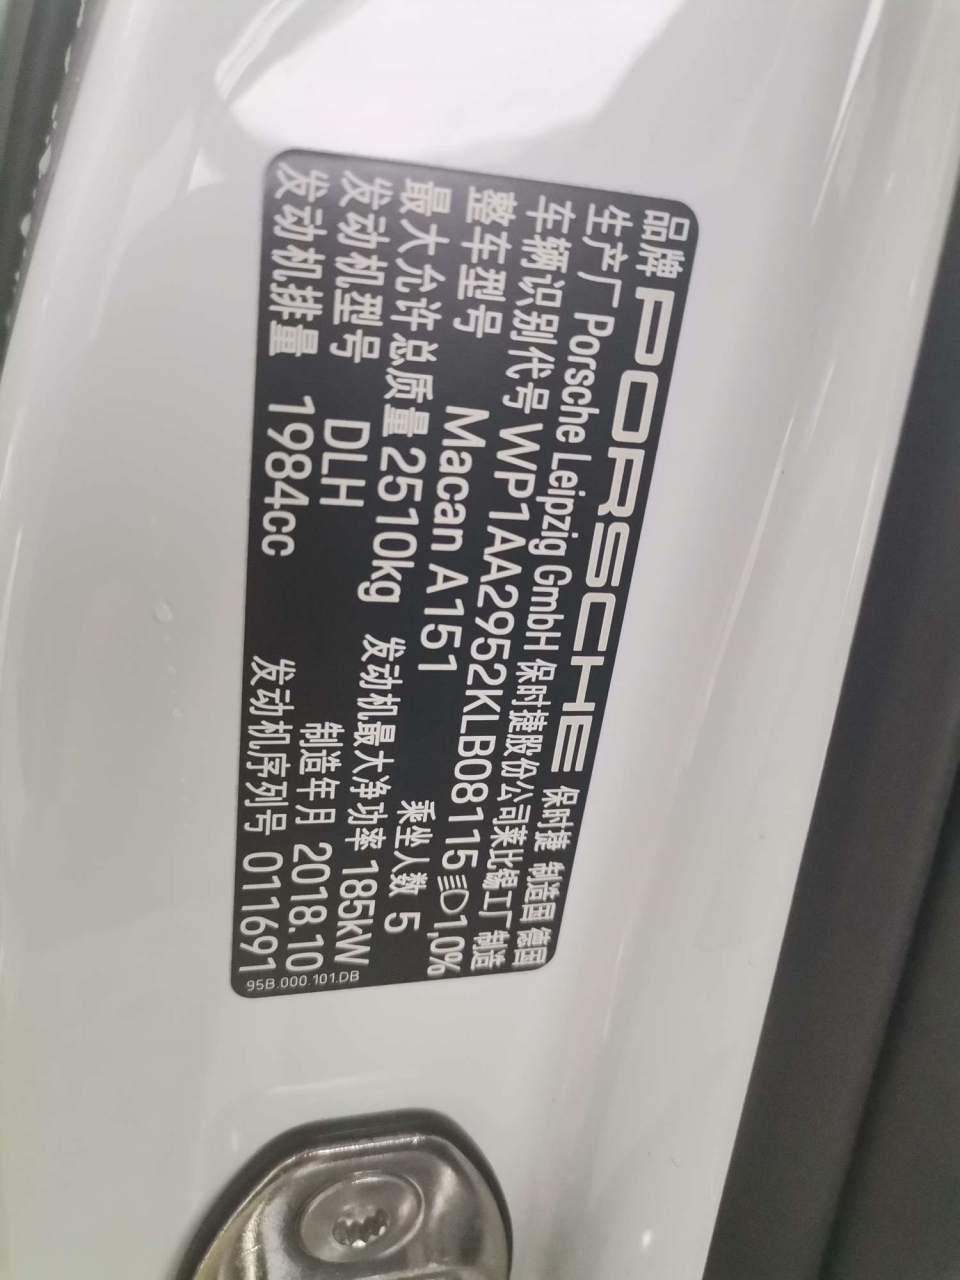 品牌 PORSCHE 保时捷 制造国 德国
生产厂 Porsche Leipzig GmbH 保时捷股份公司莱比锡工厂 制造
车辆识别代号 WP1AA2952KLB08115 1,0%
整车型号 Macan A151
最大允许总质量 2510kg 乘坐人数 5
发动机型号 DLH 发动机最大净功率 185kW
制造年月 2018.10
发动机排量 1984cc 发动机序列号 011691
95B.000.101.DB